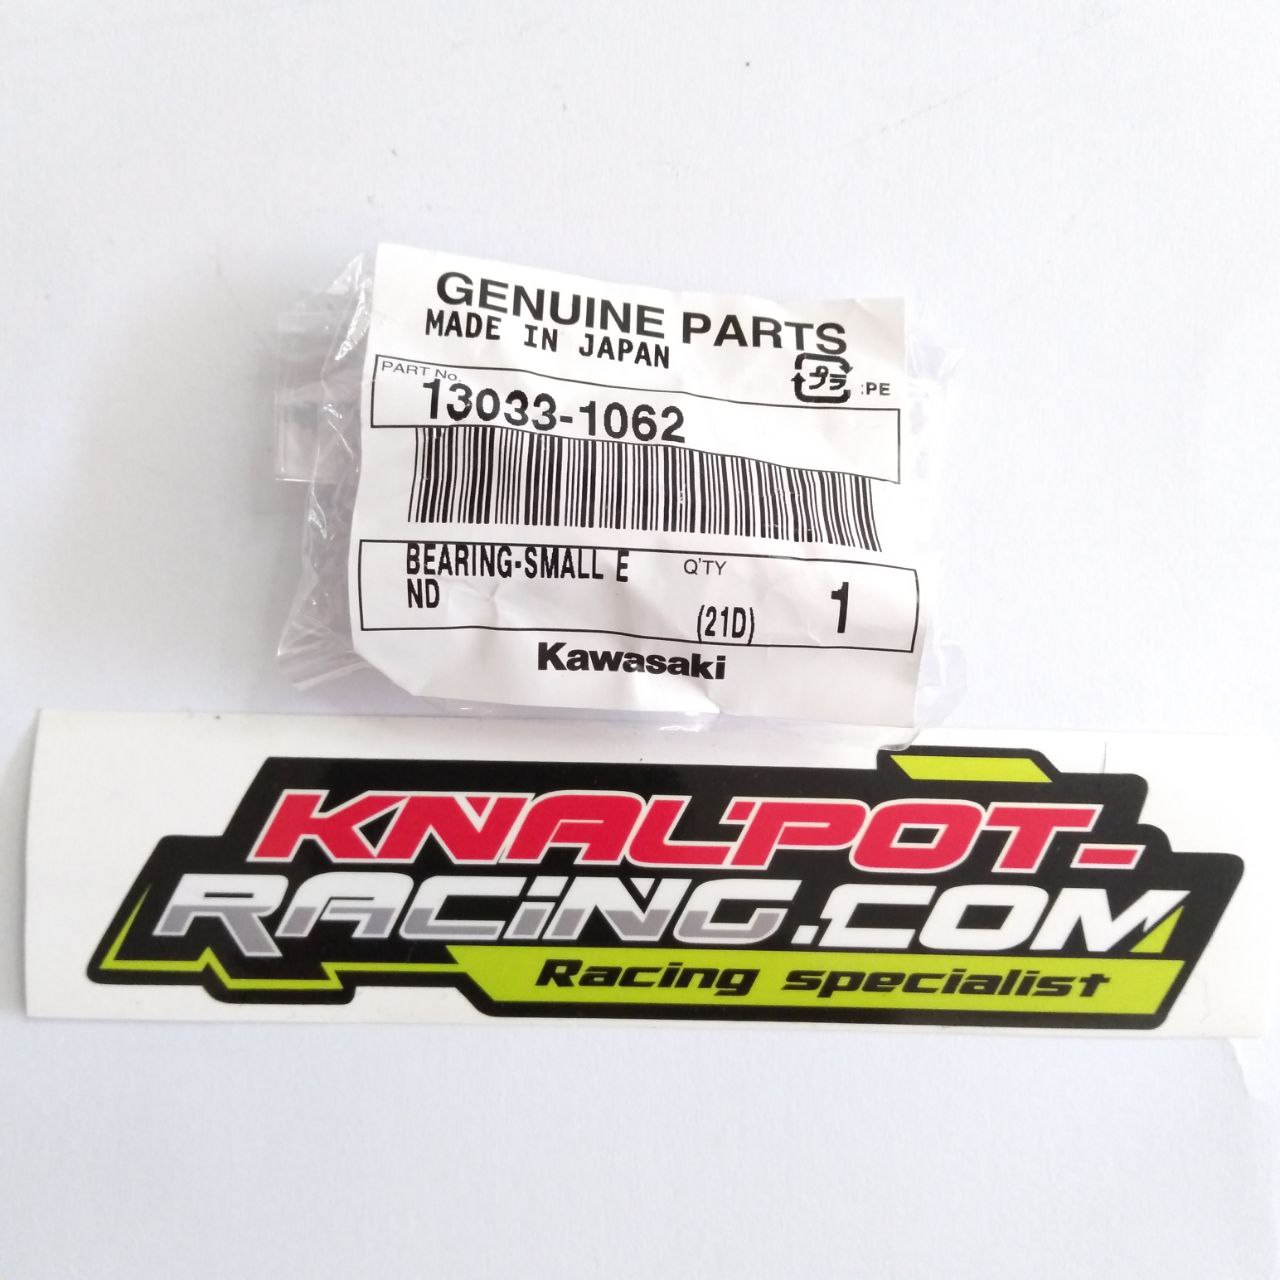 GENUINE PARTS
MADE IN JAPAN
プラ :PE
PART No.
13033-1062
BEARING-SMALL E
ND
Q'TY
(21D) 1
Kawasaki
KNALPOT-
RACING.COM
Racing specialist